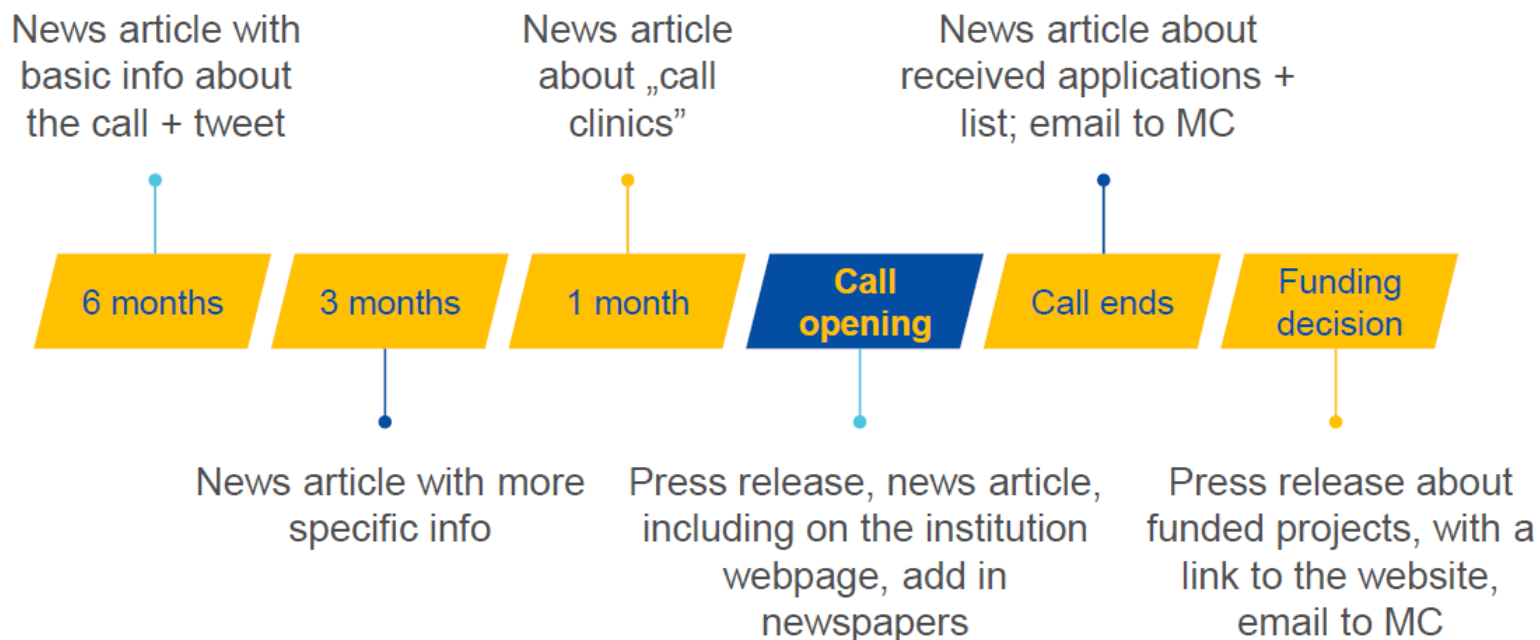 News article with
basic info about
the call + tweet
News article
about „call
clinics”
News article about
received applications +
list; email to MC
6 months
3 months
1 month
Call
opening
Call ends
Funding
decision
News article with more
specific info
Press release, news article,
including on the institution
webpage, add in
newspapers
Press release about
funded projects, with a
link to the website,
email to MC